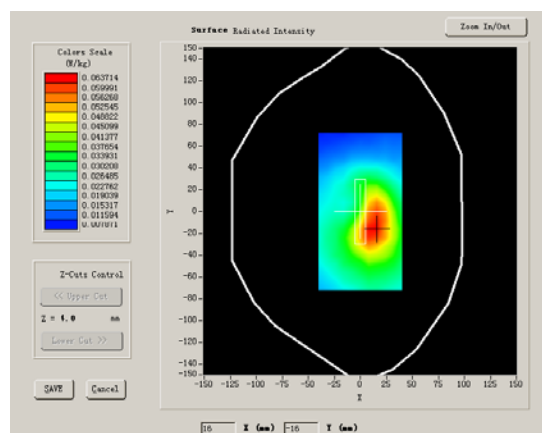 Surface Radiated Intensity
Zoom In/Out
Colors Scale
(W/kg)
0.063714
0.059991
0.056268
0.052545
0.048822
0.045099
0.041377
0.037654
0.033931
0.030208
0.026485
0.022762
0.019039
0.015317
0.011594
0.007871
Z-Cuts Control
<< Upper Cut
Z = 4.0 mm
Lower Cut >>
SAVE Cancel
150-
140-
120-
100-
80-
60-
40-
20-
Y 0-
-20-
-40-
-60-
-80-
-100-
-120-
-140-
-150-
-150 -125 -100 -75 -50 -25 0 25 50 75 100 125 150
X
16 X (mm) -16 Y (mm)